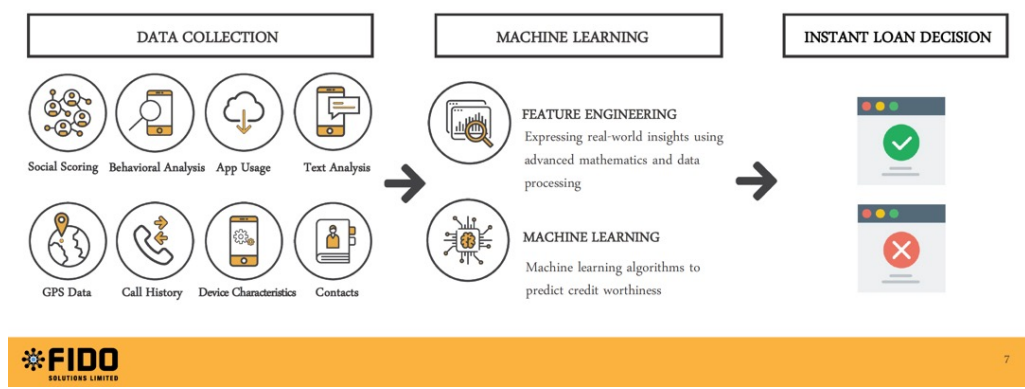 DATA COLLECTION
MACHINE LEARNING
INSTANT LOAN DECISION
Social Scoring
Behavioral Analysis
App Usage
Text Analysis
GPS Data
Call History
Device Characteristics
Contacts
FEATURE ENGINEERING
Expressing real-world insights using
advanced mathematics and data
processing
MACHINE LEARNING
Machine learning algorithms to
predict credit worthiness
FIDO
SOLUTIONS LIMITED
7